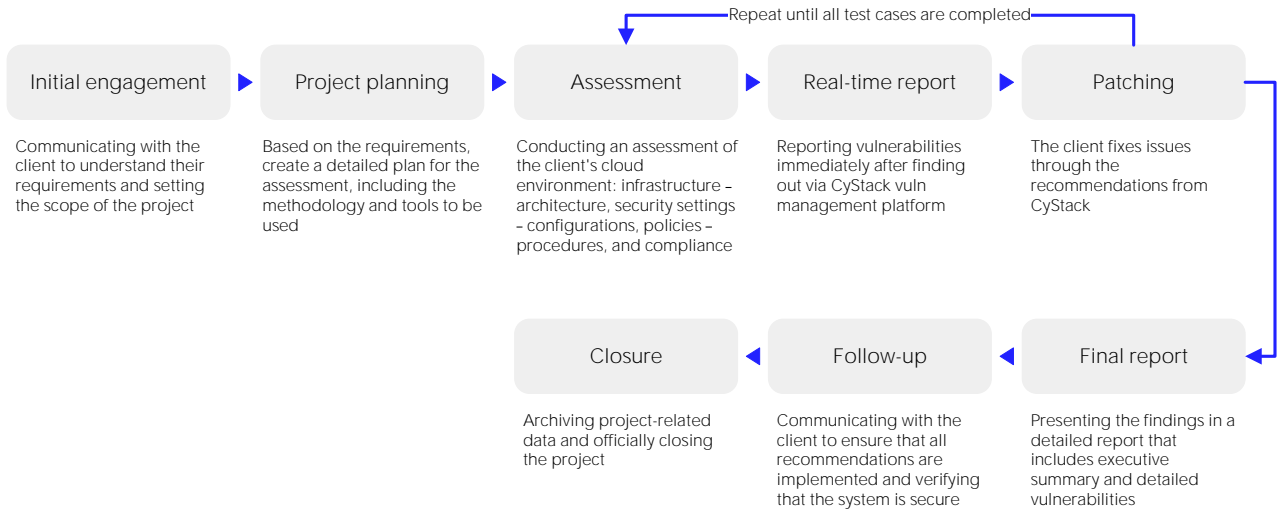 Repeat until all test cases are completed
Initial engagement
Project planning
Assessment
Real-time report
Patching
Communicating with the
client to understand their
requirements and setting
the scope of the project
Based on the requirements,
create a detailed plan for the
assessment, including the
methodology and tools to be
used
Conducting an assessment of
the client's cloud
environment: infrastructure –
architecture, security settings
– configurations, policies –
procedures, and compliance
Reporting vulnerabilities
immediately after finding
out via CyStack vuln
management platform
The client fixes issues
through the
recommendations from
CyStack
Closure
Follow-up
Final report
Archiving project-related
data and officially closing
the project
Communicating with the
client to ensure that all
recommendations are
implemented and verifying
that the system is secure
Presenting the findings in a
detailed report that
includes executive
summary and detailed
vulnerabilities